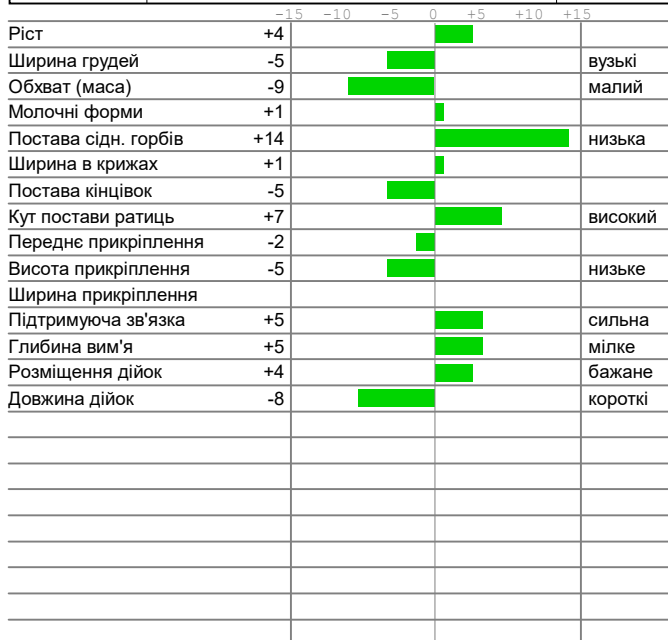 -15 -10 -5 0 +5 +10 +15
Ріст +4
Ширина грудей -5 вузькі
Обхват (маса) -9 малий
Молочні форми +1
Постава сідн. горбів +14 низька
Ширина в крижах +1
Постава кінцівок -5
Кут постави ратиць +7 високий
Переднє прикріплення -2
Висота прикріплення -5 низьке
Ширина прикріплення
Підтримуюча зв'язка +5 сильна
Глибина вим'я +5 мілке
Розміщення дійок +4 бажане
Довжина дійок -8 короткі